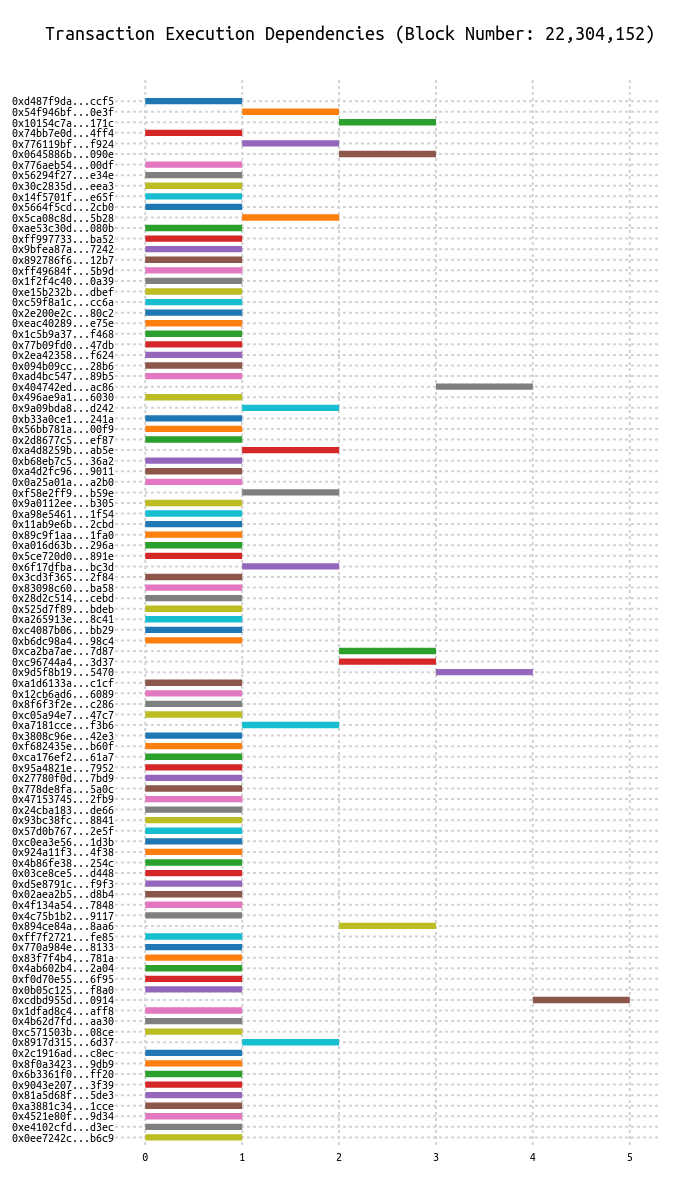 Transaction Execution Dependencies (Block Number: 22,304,152)
0xd487f9da...ccf5
0x54f946bf...0e3f
0x10154c7a...171c
0x74bb7e0d...4ff4
0x776119bf...f924
0x0645886b...090e
0x776aeb54...00df
0x56294f27...e34e
0x30c2835d...eea3
0x14f5701f...e65f
0x5664f5cd...2cb0
0x5ca08c8d...5b28
0xae53c30d...080b
0xff997733...ba52
0x9bfea87a...7242
0x892786f6...12b7
0xff49684f...5b9d
0x1f2f4c40...0a39
0xe15b232b...dbef
0xc59f8a1c...cc6a
0x2e200e2c...80c2
0xeac40289...e75e
0x1c5b9a37...f468
0x77b09fd0...47db
0x2ea42358...f624
0x094b09cc...28b6
0xad4bc547...89b5
0x404742ed...ac86
0x496ae9a1...6030
0x9a09bda8...d242
0xb33a0ce1...241a
0x56bb781a...00f9
0x2d8677c5...ef87
0xa4d8259b...ab5e
0xb68eb7c5...36a2
0xa4d2fc96...9011
0x0a25a01a...a2b0
0xf58e2ff9...b59e
0x9a0112ee...b305
0xa98e5461...1f54
0x11ab9e6b...2cbd
0x89c9f1aa...1fa0
0xa016d63b...296a
0x5ce720d0...891e
0x6f17dfba...bc3d
0x3cd3f365...2f84
0x83098c60...ba58
0x28d2c514...cebd
0x525d7f89...bdeb
0xa265913e...8c41
0xc4087b06...bb29
0xb6dc98a4...98c4
0xca2ba7ae...7d87
0xc96744a4...3d37
0x9d5f8b19...5470
0xa1d6133a...c1cf
0x12cb6ad6...6089
0x8f6f3f2e...c286
0xc05a94e7...47c7
0xa7181cce...f3b6
0x3808c96e...42e3
0xf682435e...b60f
0xca176ef2...61a7
0x95a4821e...7952
0x27780f0d...7bd9
0x778de8fa...5a0c
0x47153745...2fb9
0x24cba183...de66
0x93bc38fc...8841
0x57d0b767...2e5f
0xc0ea3e56...1d3b
0x924a11f3...4f38
0x4b86fe38...254c
0x03ce8ce5...d448
0xd5e8791c...f9f3
0x02aea2b5...d8b4
0x4f134a54...7848
0x4c75b1b2...9117
0x894ce84a...8aa6
0xff7f2721...fe85
0x770a984e...8133
0x83f7f4b4...781a
0x4ab602b4...2a04
0xf0d70e55...6f95
0x0b05c125...f8a0
0xcdbd955d...0914
0x1dfad8c4...aff8
0x4b62d7fd...aa30
0xc571503b...08ce
0x8917d315...6d37
0x2c1916ad...c8ec
0x8f0a3423...9db9
0x6b3361f0...ff20
0x9043e207...3f39
0x81a5d68f...5de3
0xa3881c34...1cce
0x4521e80f...9d34
0xe4102cfd...d3ec
0x0ee7242c...b6c9
0 1 2 3 4 5